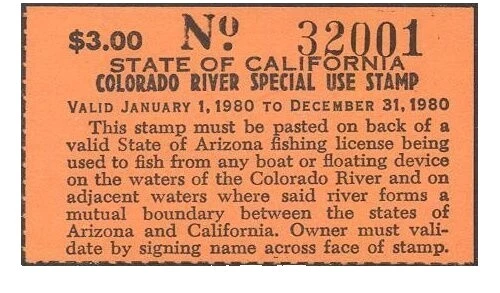 $3.00 Nº 32001
STATE OF CALIFORNIA
COLORADO RIVER SPECIAL USE STAMP
VALID JANUARY 1, 1980 TO DECEMBER 31, 1980
This stamp must be pasted on back of a
valid State of Arizona fishing license being
used to fish from any boat or floating device
on the waters of the Colorado River and on
adjacent waters where said river forms a
mutual boundary between the states of
Arizona and California. Owner must vali-
date by signing name across face of stamp.